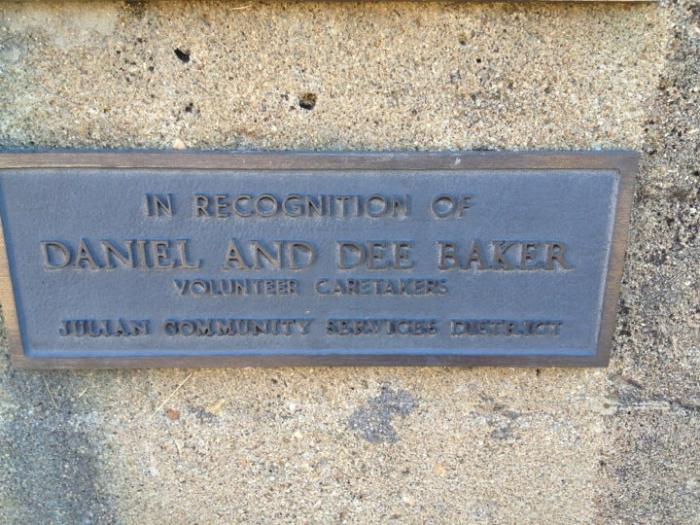 IN RECOGNITION OF
DANIEL AND DEE BAKER
VOLUNTEER CARETAKERS
JULIAN COMMUNITY SERVICES DISTRICT